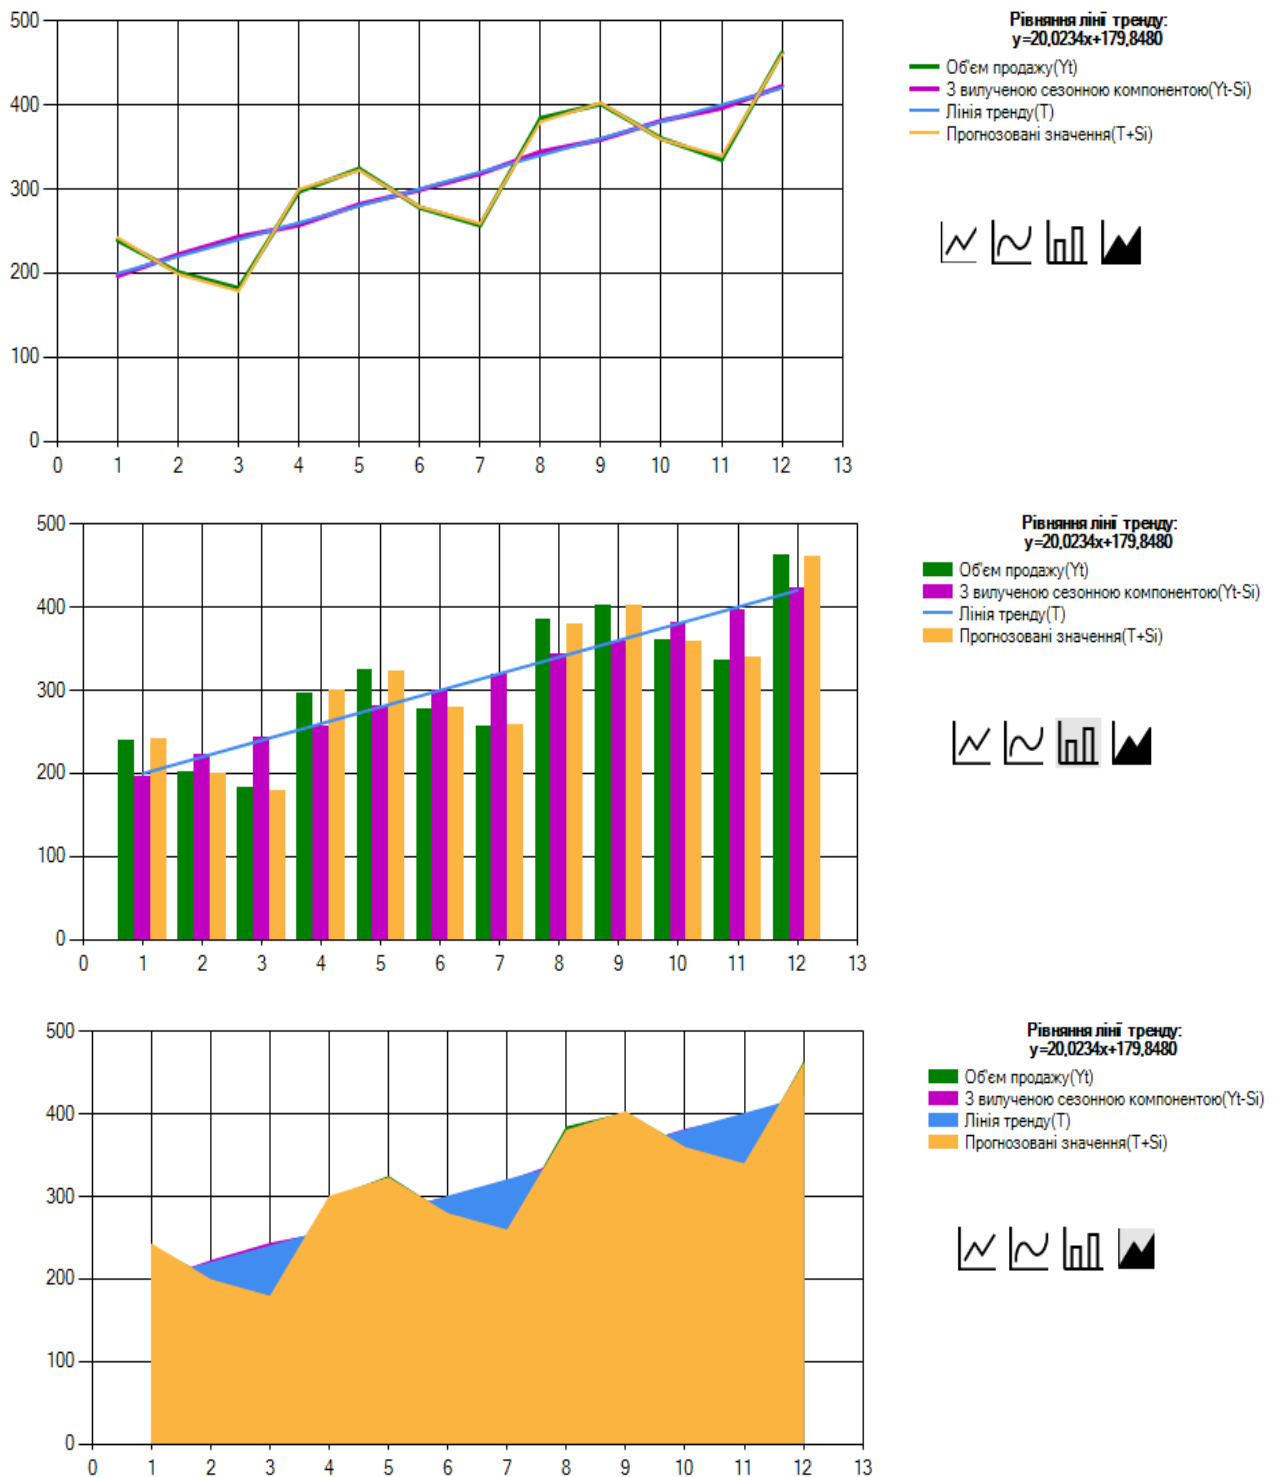 500
400
300
200
100
0
0 1 2 3 4 5 6 7 8 9 10 11 12 13
Рівняння лінії тренду:
y=20,0234x+179,8480
Об'єм продажу(Yt)
З вилученою сезонною компонентою(Yt-Si)
Лінія тренду(T)
Прогнозовані значення(T+Si)
500
400
300
200
100
0
0 1 2 3 4 5 6 7 8 9 10 11 12 13
Рівняння лінії тренду:
y=20,0234x+179,8480
Об'єм продажу(Yt)
З вилученою сезонною компонентою(Yt-Si)
Лінія тренду(T)
Прогнозовані значення(T+Si)
500
400
300
200
100
0
0 1 2 3 4 5 6 7 8 9 10 11 12 13
Рівняння лінії тренду:
y=20,0234x+179,8480
Об'єм продажу(Yt)
З вилученою сезонною компонентою(Yt-Si)
Лінія тренду(T)
Прогнозовані значення(T+Si)